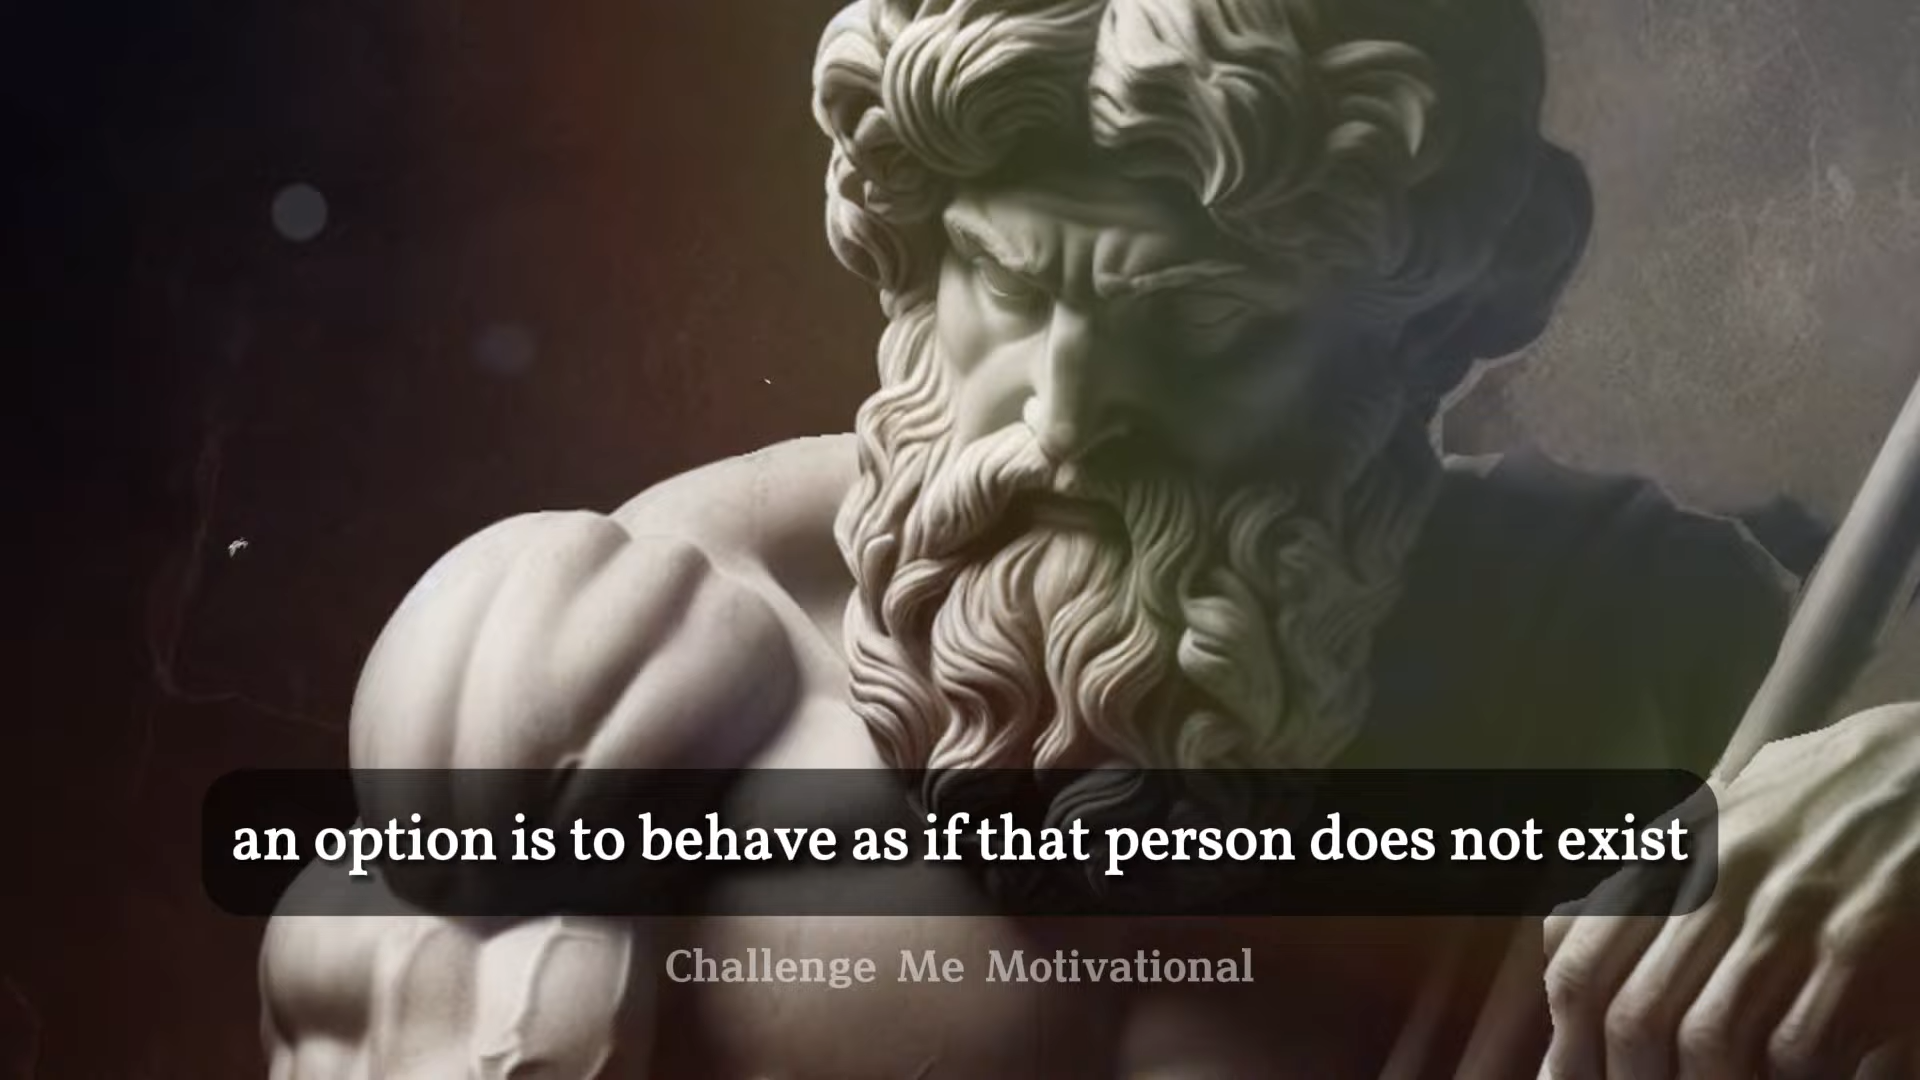 an option is to behave as if that person does not exist
Challenge Me Motivational